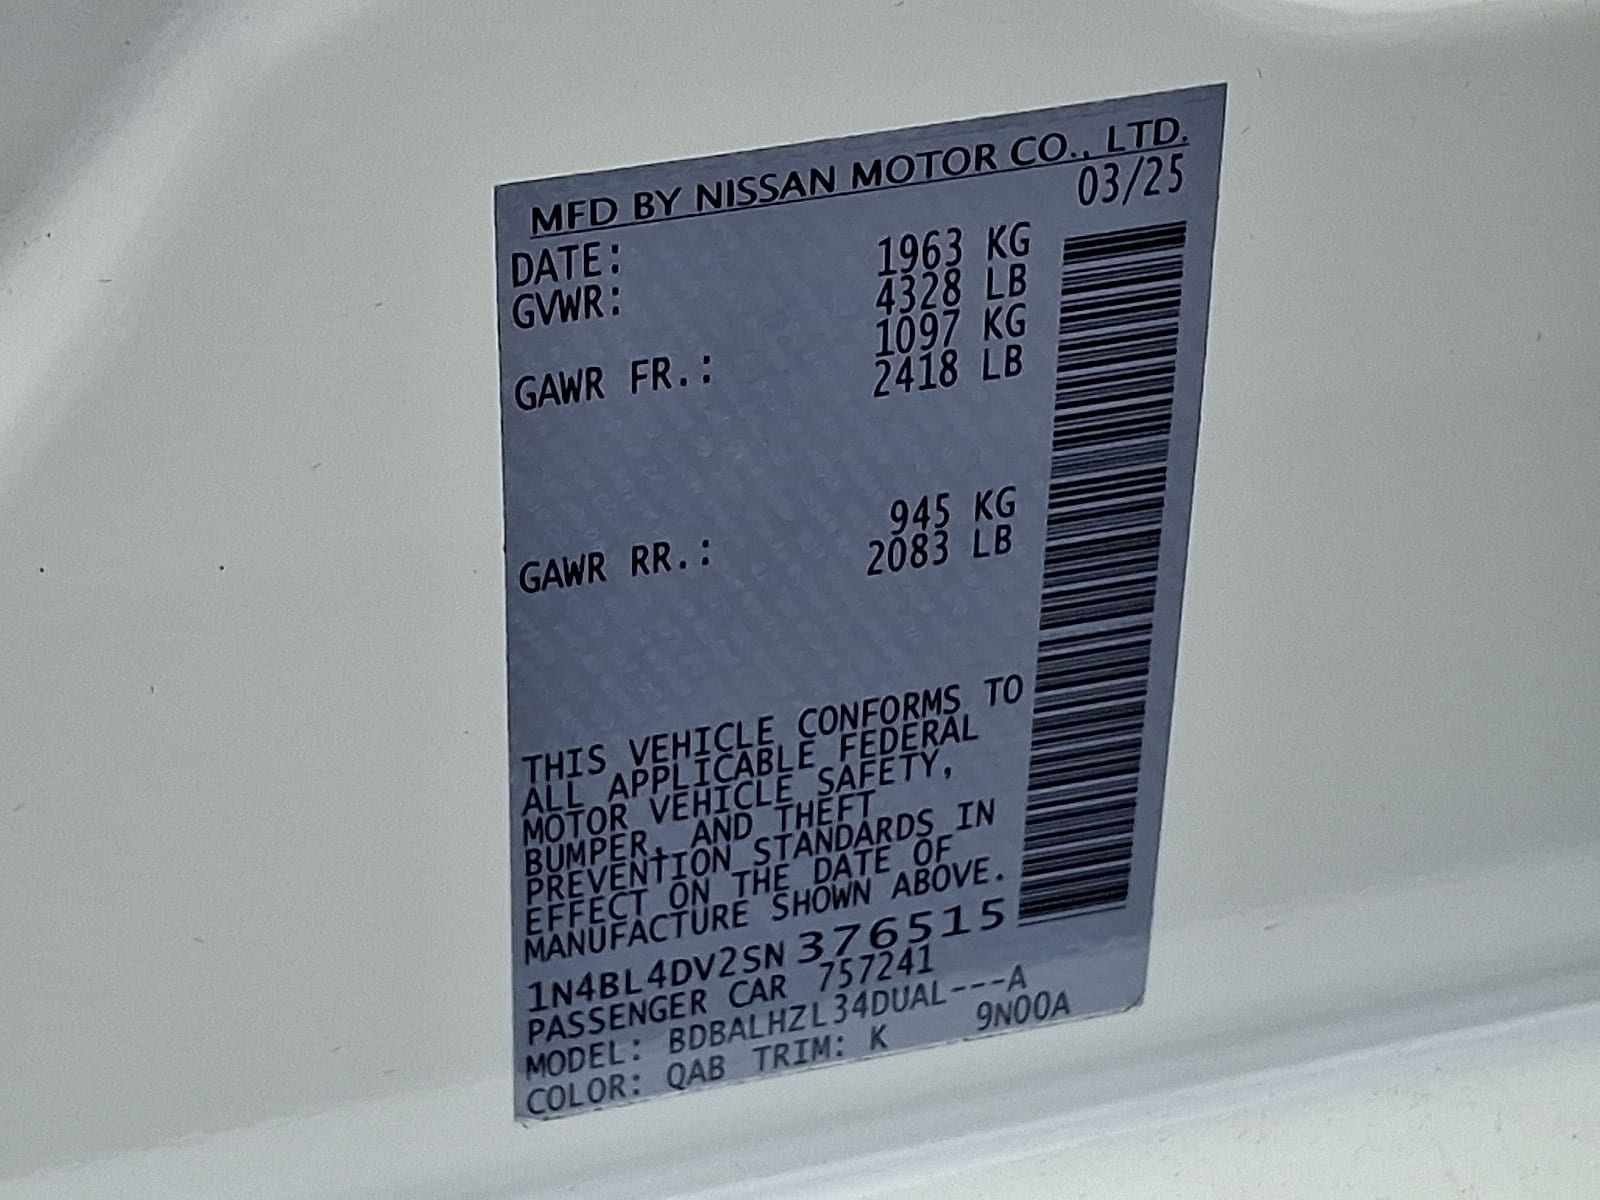 MFD BY NISSAN MOTOR CO., LTD.
DATE: 03/25
GVWR: 1963 KG
4328 LB
GAWR FR.: 1097 KG
2418 LB
GAWR RR.: 945 KG
2083 LB
THIS VEHICLE CONFORMS TO
ALL APPLICABLE FEDERAL
MOTOR VEHICLE SAFETY,
BUMPER, AND THEFT
PREVENTION STANDARDS IN
EFFECT ON THE DATE OF
MANUFACTURE SHOWN ABOVE.
1N4BL4DV2SN376515
PASSENGER CAR 757241
MODEL: BDBALHZL34DUAL---A
COLOR: QAB TRIM: K 9N00A